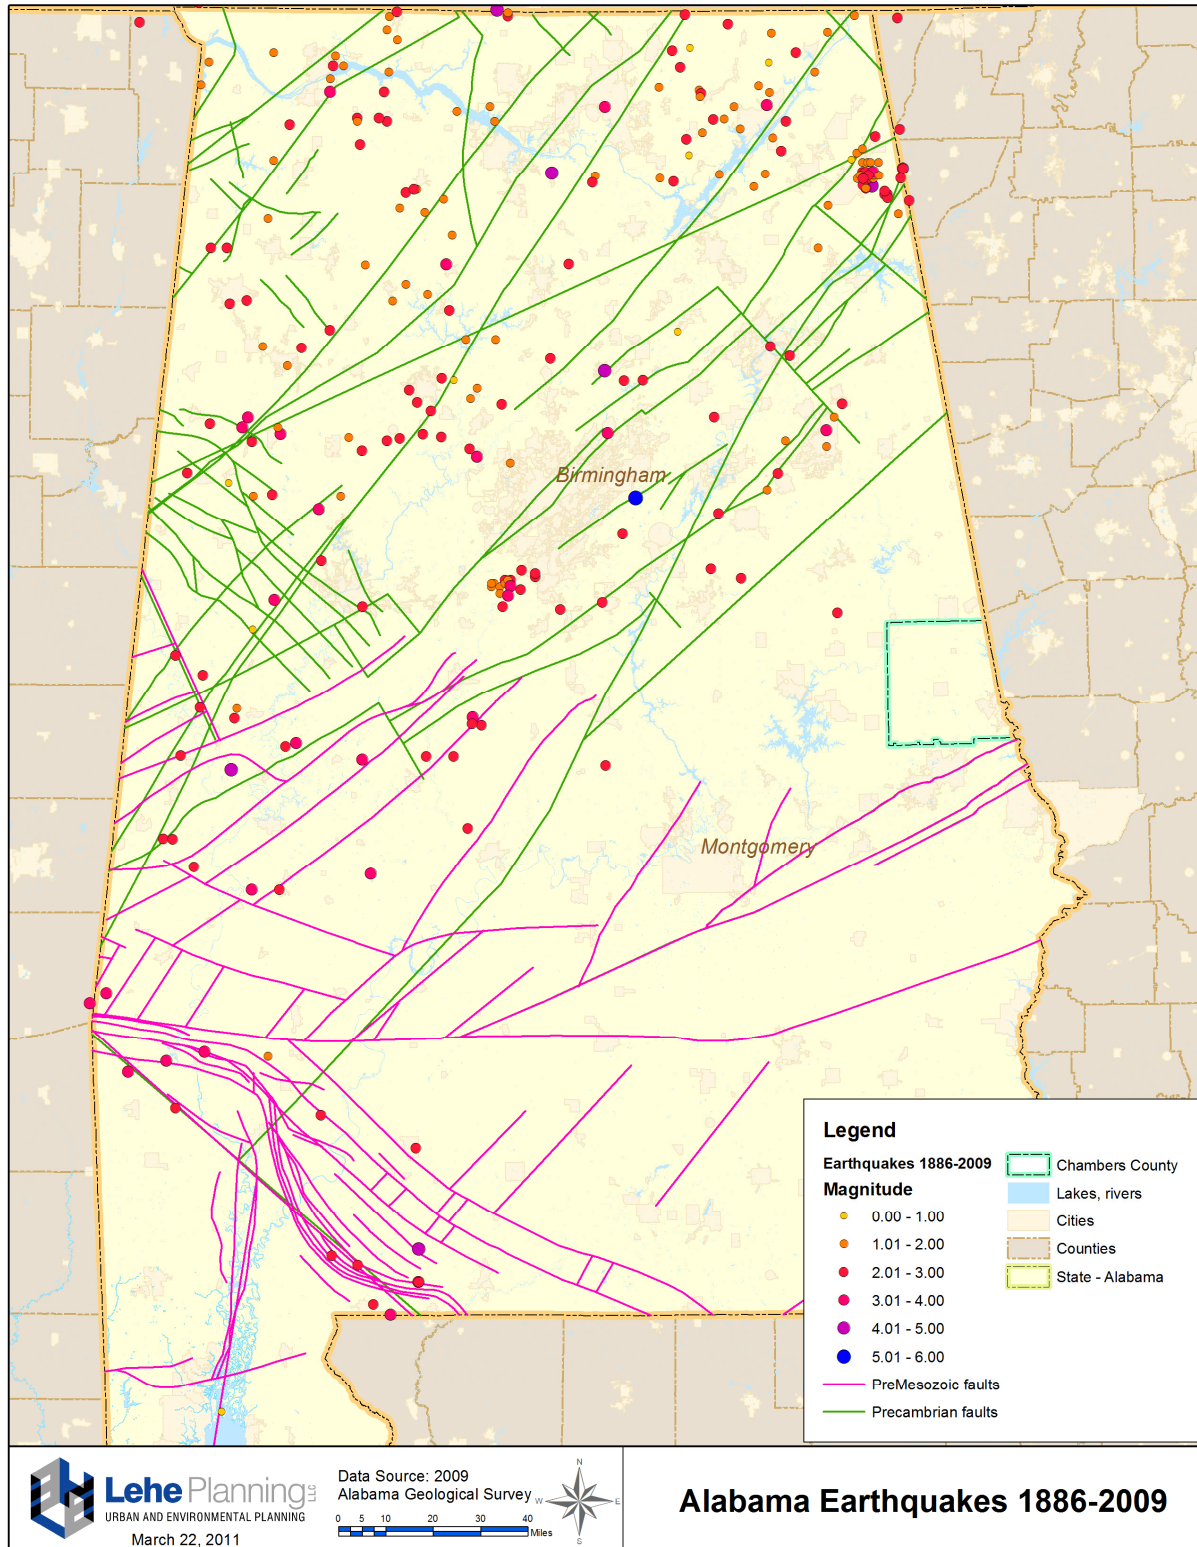 Birmingham
Montgomery
Legend
Earthquakes 1886-2009
Magnitude
0.00 - 1.00
1.01 - 2.00
2.01 - 3.00
3.01 - 4.00
4.01 - 5.00
5.01 - 6.00
PreMesozoic faults
Precambrian faults
Chambers County
Lakes, rivers
Cities
Counties
State - Alabama
Lehe Planning LLC
URBAN AND ENVIRONMENTAL PLANNING
March 22, 2011
Data Source: 2009
Alabama Geological Survey
0 5 10 20 30 40
Miles
N
W E
S
Alabama Earthquakes 1886-2009